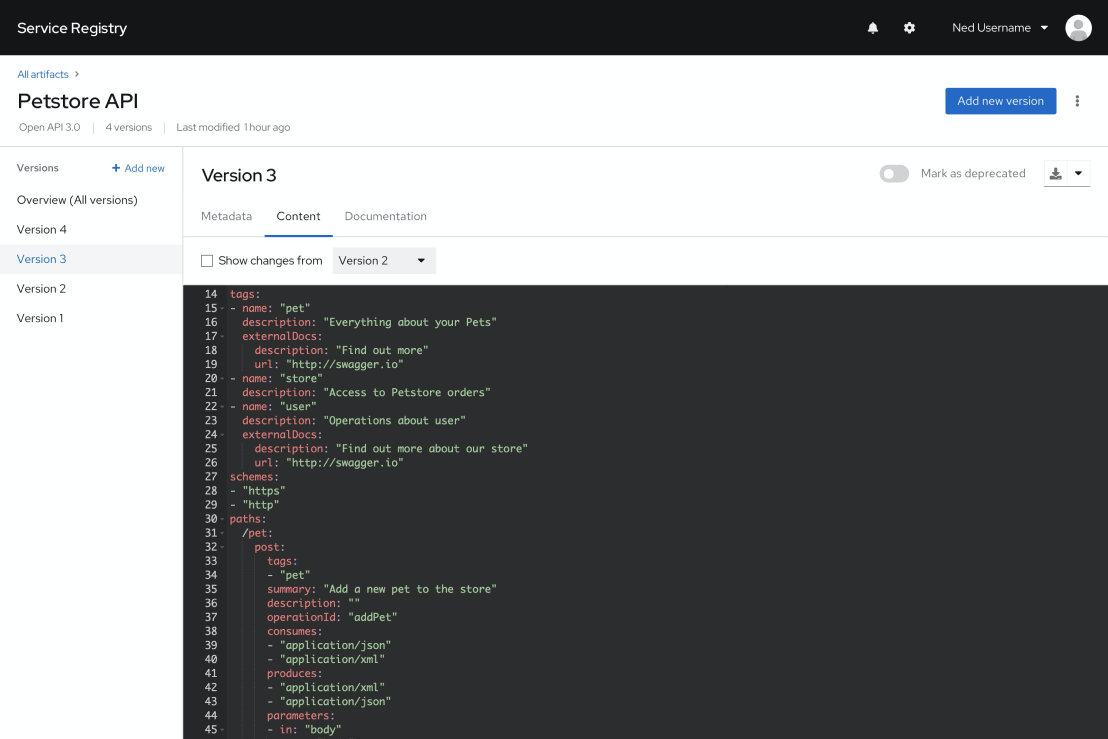 Service Registry
Ned Username
All artifacts
Petstore API
Add new version
Open API 3.0 4 versions Last modified 1 hour ago
Versions
+ Add new
Overview (All versions)
Version 4
Version 3
Version 2
Version 1
Version 3
Mark as deprecated
Metadata Content Documentation
Show changes from Version 2
14 tags:
15 - name: "pet"
16 description: "Everything about your Pets"
17 externalDocs:
18 description: "Find out more"
19 url: "http://swagger.io"
20 - name: "store"
21 description: "Access to Petstore orders"
22 - name: "user"
23 description: "Operations about user"
24 externalDocs:
25 description: "Find out more about our store"
26 url: "http://swagger.io"
27 schemes:
28 - "https"
29 - "http"
30 paths:
31 /pet:
32 post:
33 tags:
34 - "pet"
35 summary: "Add a new pet to the store"
36 description: ""
37 operationId: "addPet"
38 consumes:
39 - "application/json"
40 - "application/xml"
41 produces:
42 - "application/xml"
43 - "application/json"
44 parameters:
45 - in: "body"